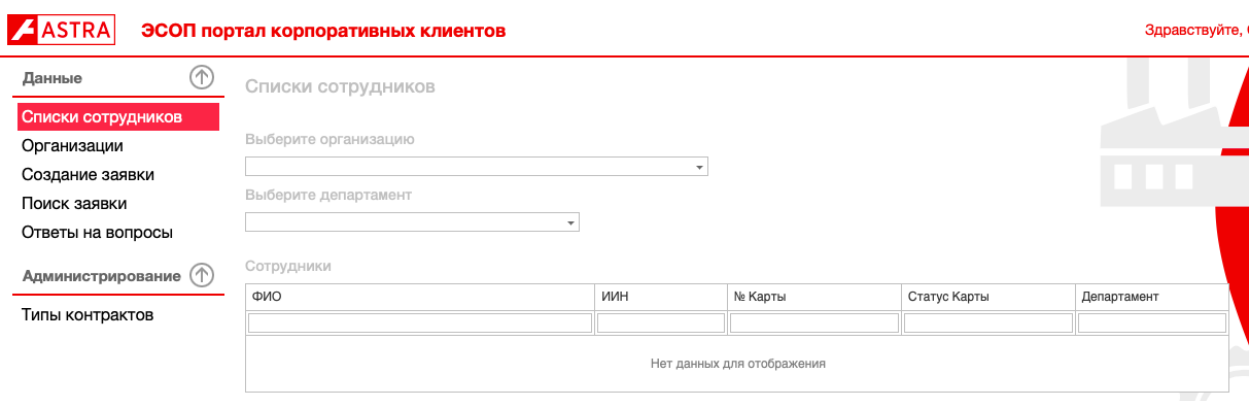 ASTRA ЭСОП портал корпоративных клиентов Здравствуйте,
Данные
Списки сотрудников
Организации
Создание заявки
Поиск заявки
Ответы на вопросы
Администрирование
Типы контрактов
Списки сотрудников
Выберите организацию
Выберите департамент
Сотрудники
ФИО ИИН № Карты Статус Карты Департамент
Нет данных для отображения